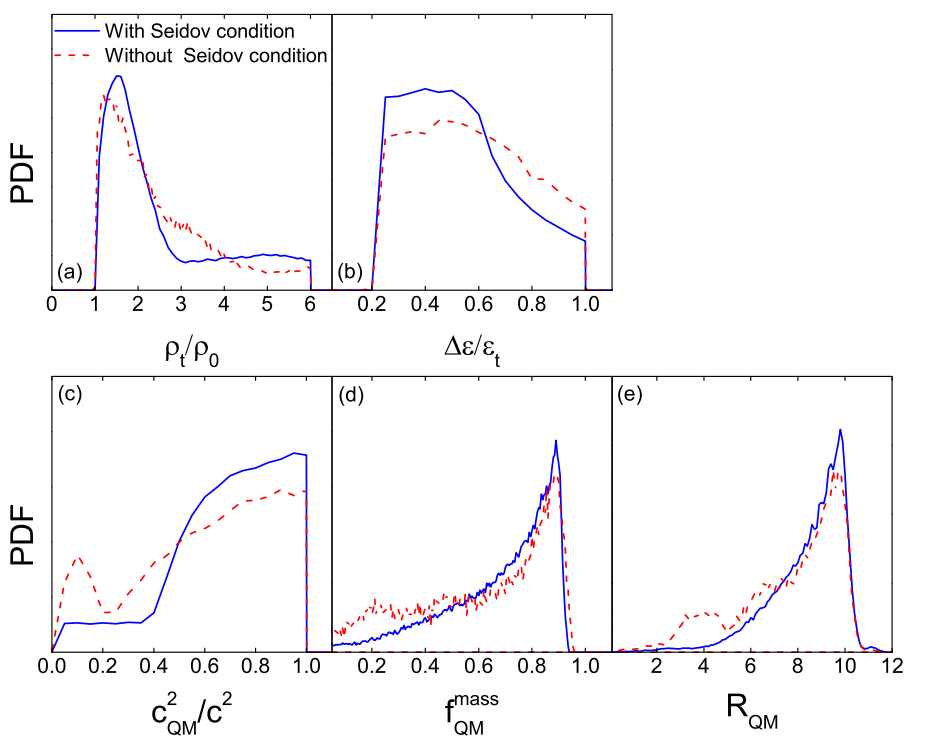 With Seidov condition
Without Seidov condition
PDF
(a)
(b)
0 1 2 3 4 5 6
0.2 0.4 0.6 0.8 1.0
ρt/ρ0
Δε/εt
(c)
(d)
(e)
PDF
0.0 0.2 0.4 0.6 0.8 1.0
0.2 0.4 0.6 0.8 1.0
2 4 6 8 10 12
c²QM/c²
fQM^mass
RQM